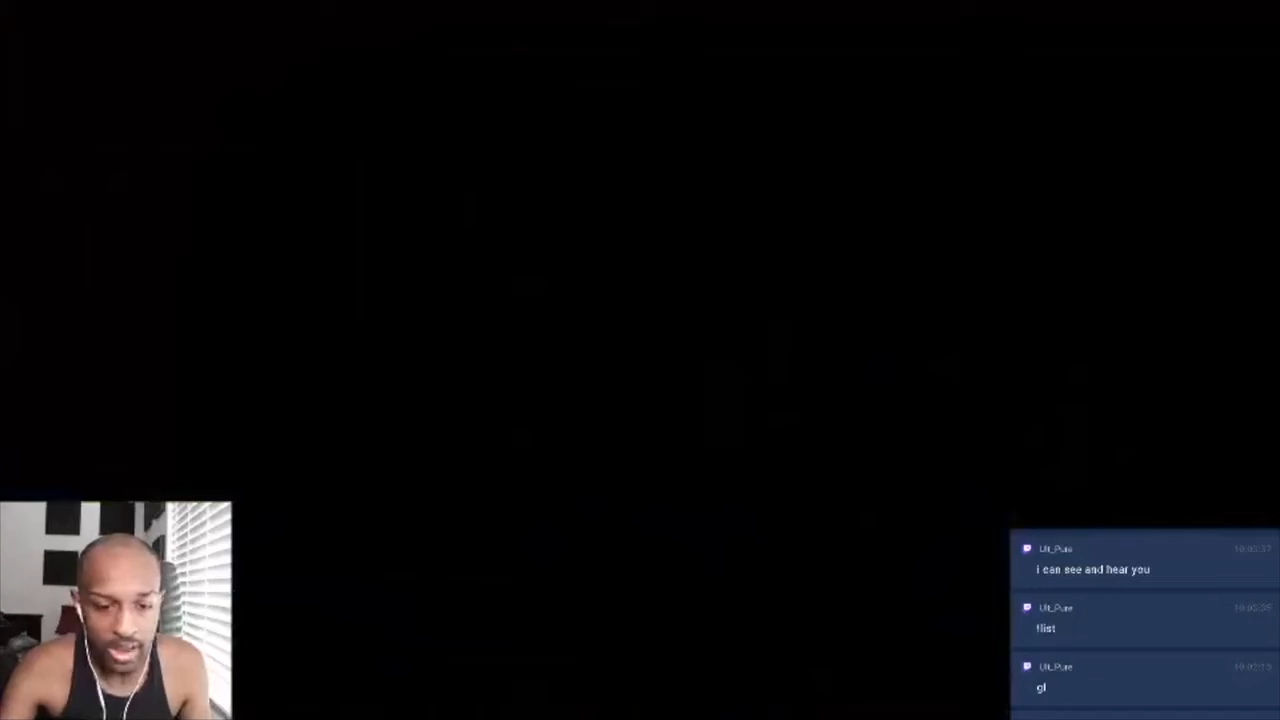 Ult_Pure
i can see and hear you
Ult_Pure
!list
Ult_Pure
gl